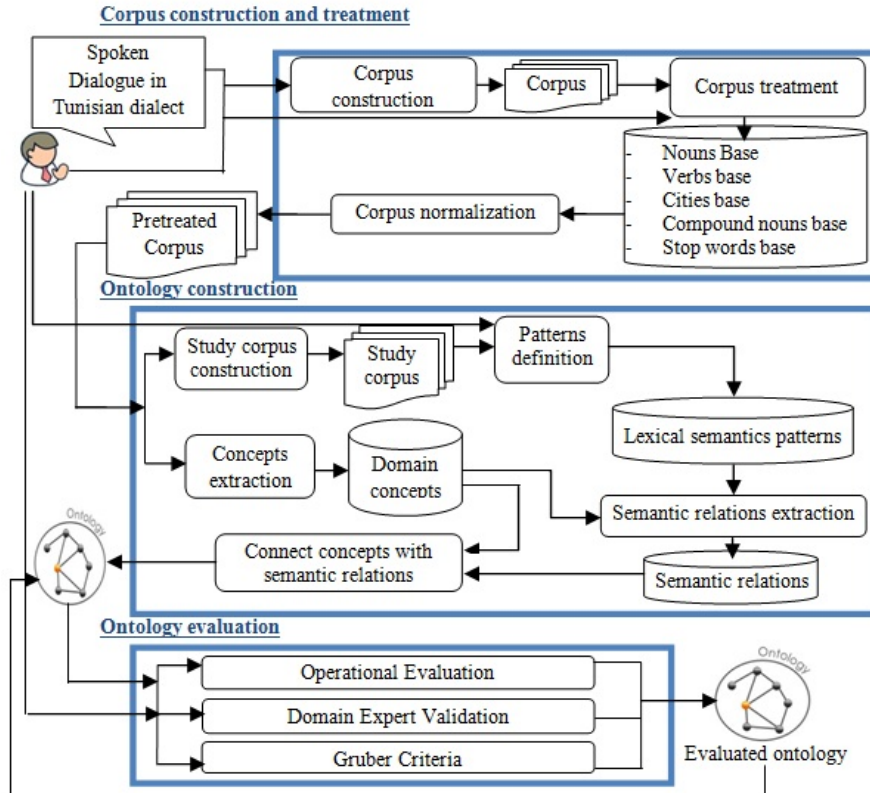 Corpus construction and treatment
Spoken
Dialogue in
Tunisian dialect
Corpus
construction
Corpus
Corpus treatment
- Nouns Base
- Verbs base
- Cities base
- Compound nouns base
- Stop words base
Corpus normalization
Pretreated
Corpus
Ontology construction
Study corpus
construction
Study
corpus
Patterns
definition
Lexical semantics patterns
Concepts
extraction
Domain
concepts
Semantic relations extraction
Ontology
Connect concepts with
semantic relations
Semantic relations
Ontology evaluation
Operational Evaluation
Domain Expert Validation
Gruber Criteria
Ontology
Evaluated ontology